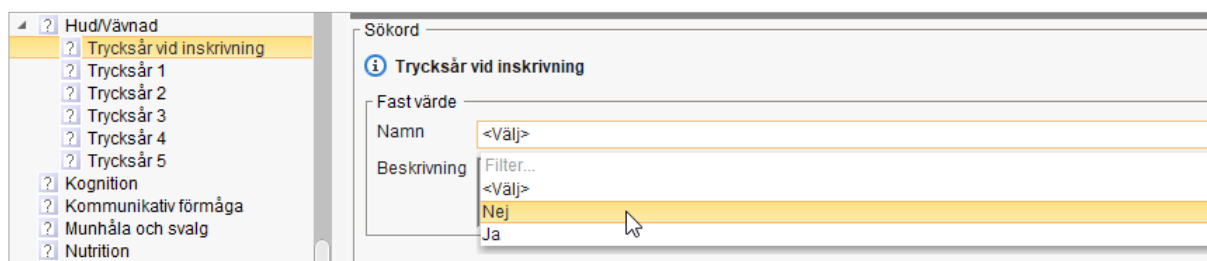 Hud/Vävnad
Trycksår vid inskrivning
Trycksår 1
Trycksår 2
Trycksår 3
Trycksår 4
Trycksår 5
Kognition
Kommunikativ förmåga
Munhåla och svalg
Nutrition
Sökord
Trycksår vid inskrivning
Fast värde
Namn <Välj>
Beskrivning Filter...
<Välj>
Nej
Ja